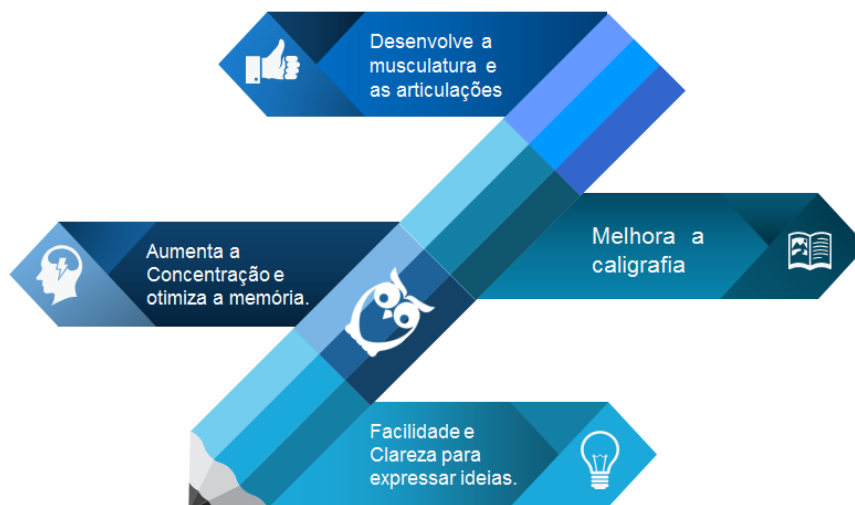 Desenvolve a
musculatura e
as articulações
Aumenta a
Concentração e
otimiza a memória.
Melhora a
caligrafia
Facilidade e
Clareza para
expressar ideias.